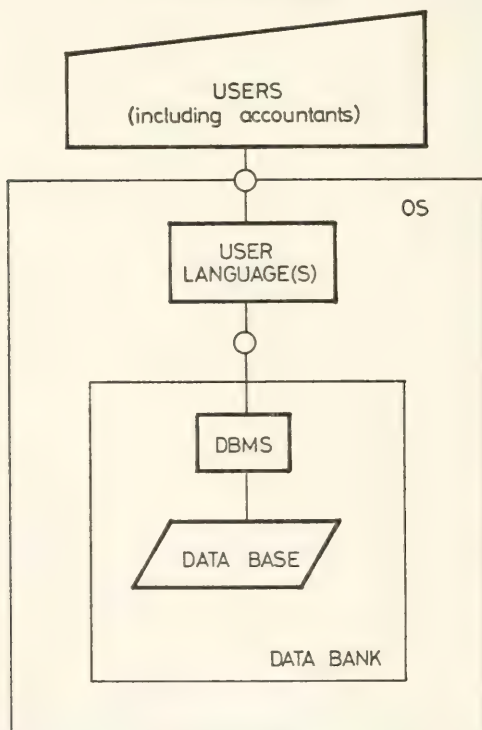 USERS
(including accountants)
OS
USER
LANGUAGE(S)
DBMS
DATA BASE
DATA BANK